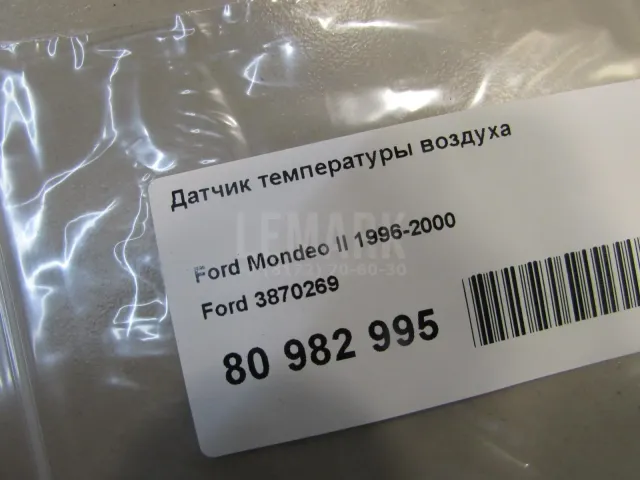 Датчик температуры воздуха
LEMARK
Ford Mondeo II 1996-2000
Ford 3870269
80 982 995